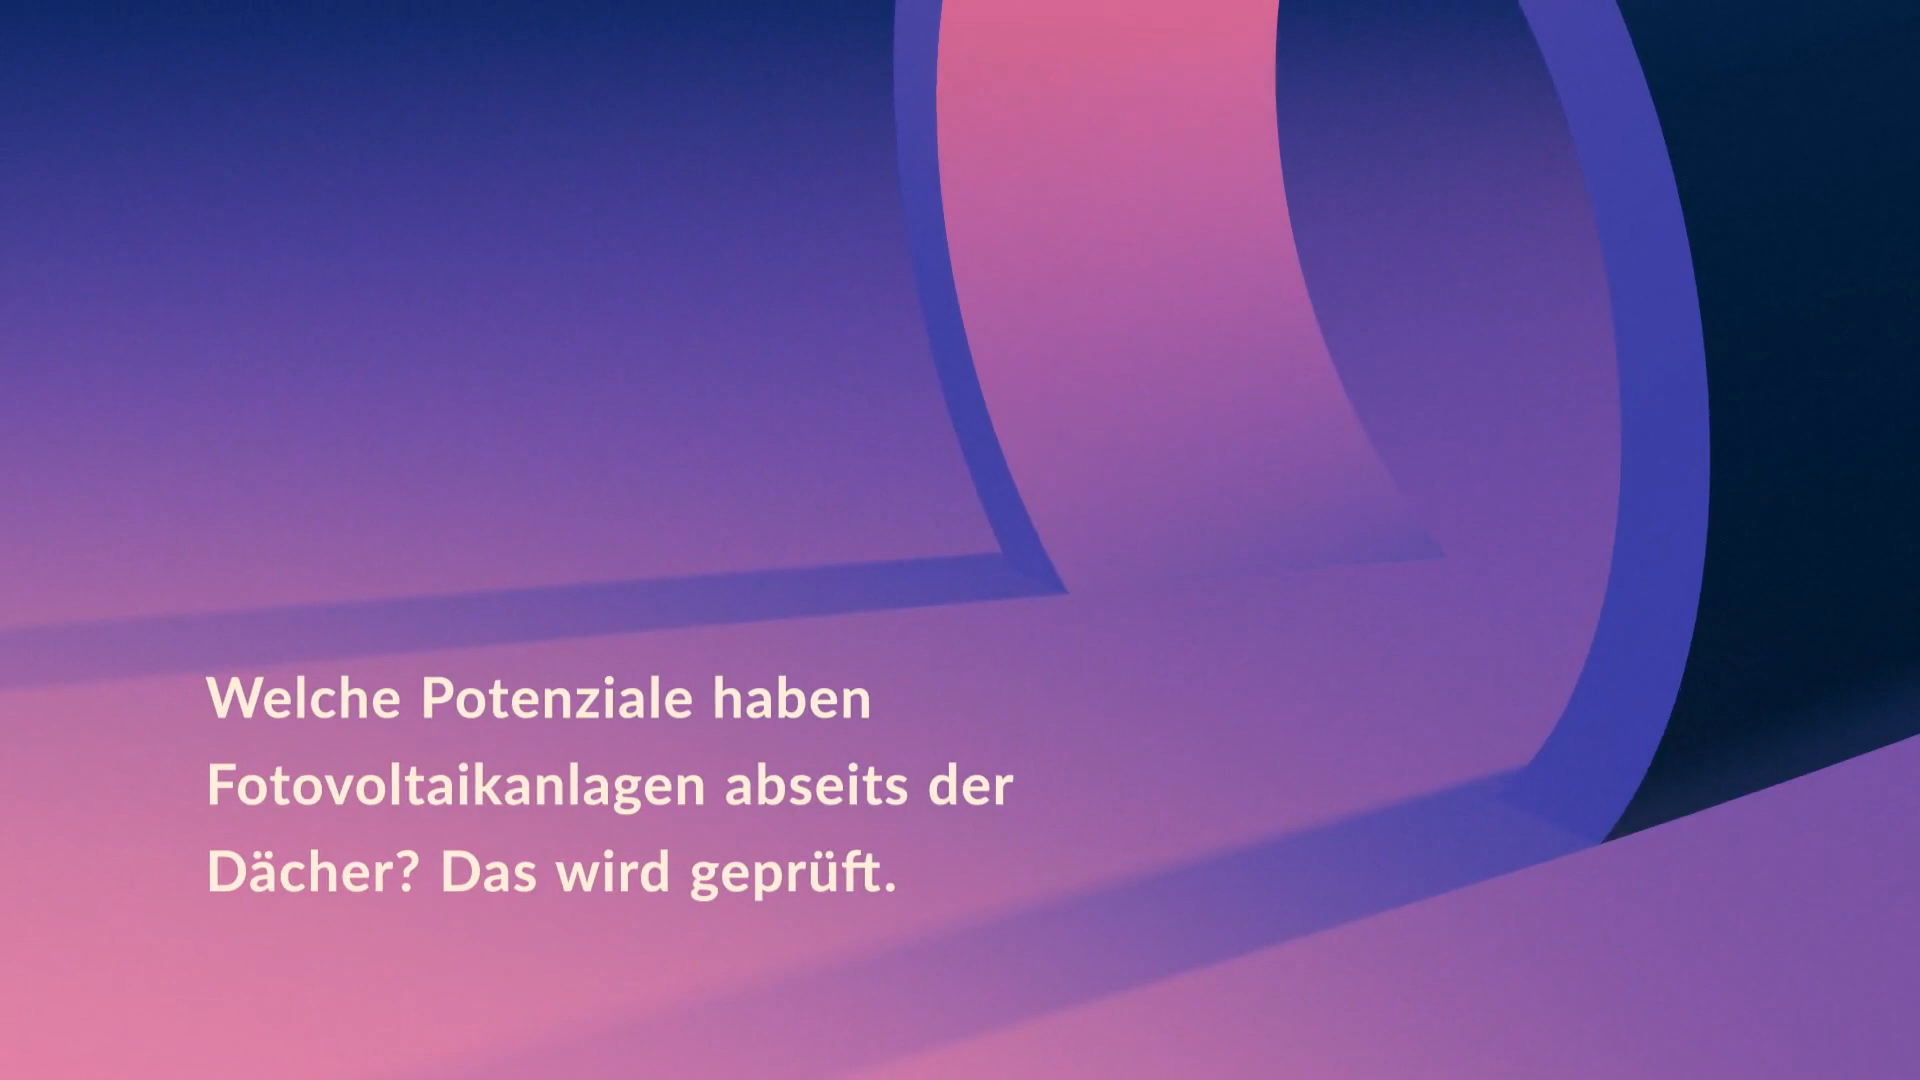 Welche Potenziale haben
Fotovoltaikanlagen abseits der
Dächer? Das wird geprüft.